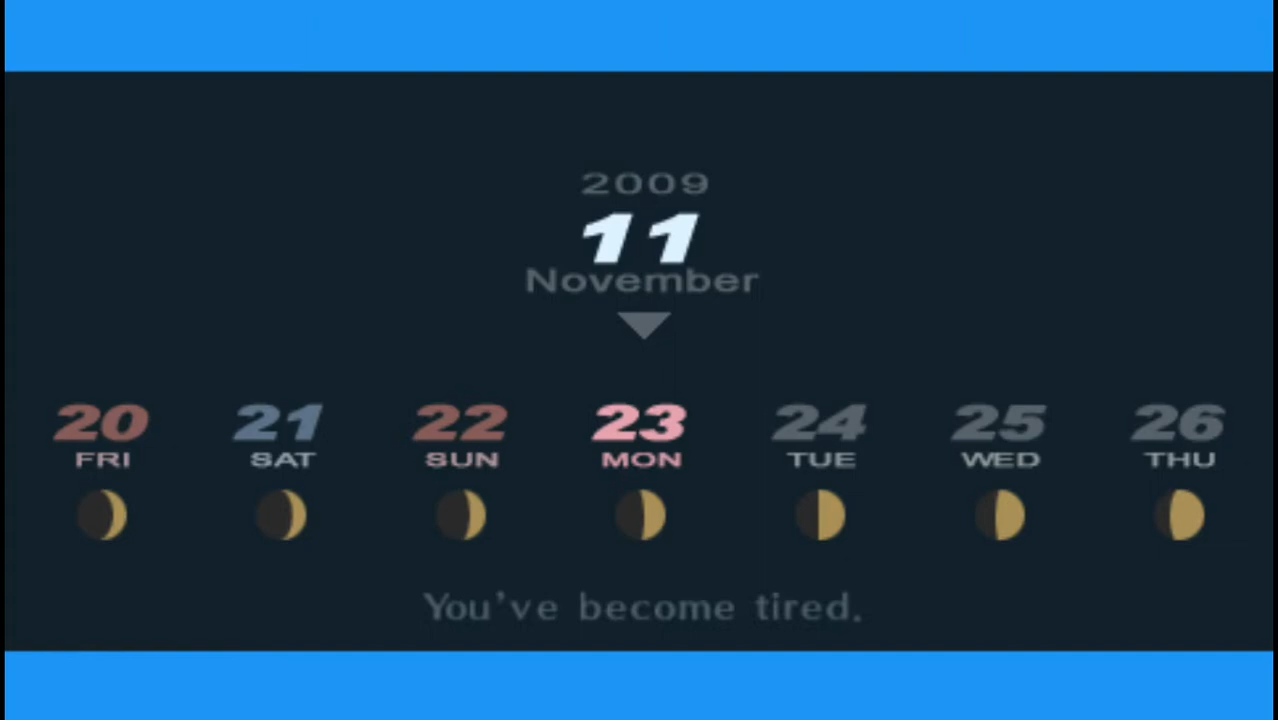 2009
11
November
20 21 22 23 24 25 26
FRI SAT SUN MON TUE WED THU
You've become tired.